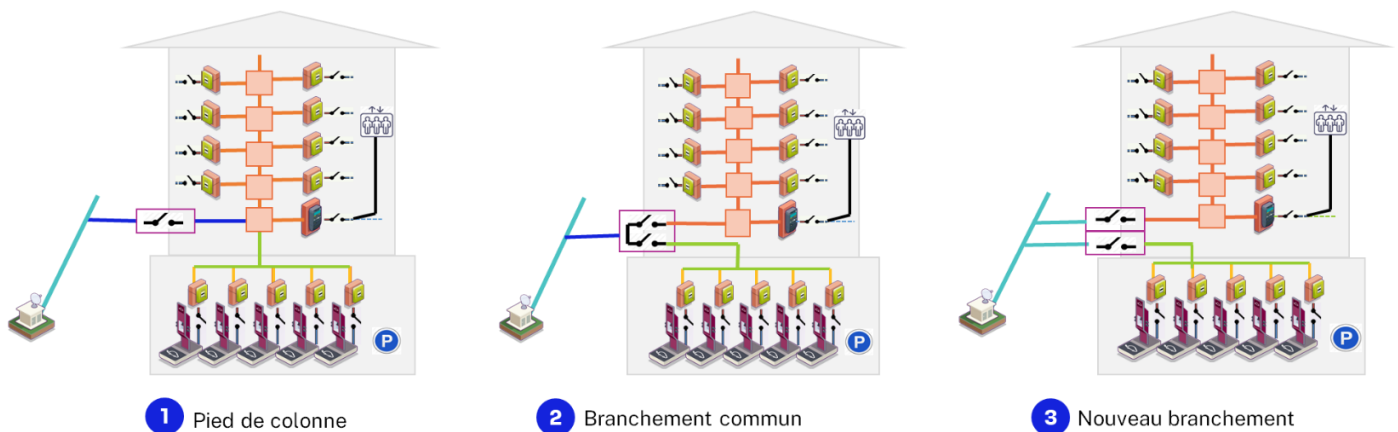 P
P
P
1 Pied de colonne
2 Branchement commun
3 Nouveau branchement